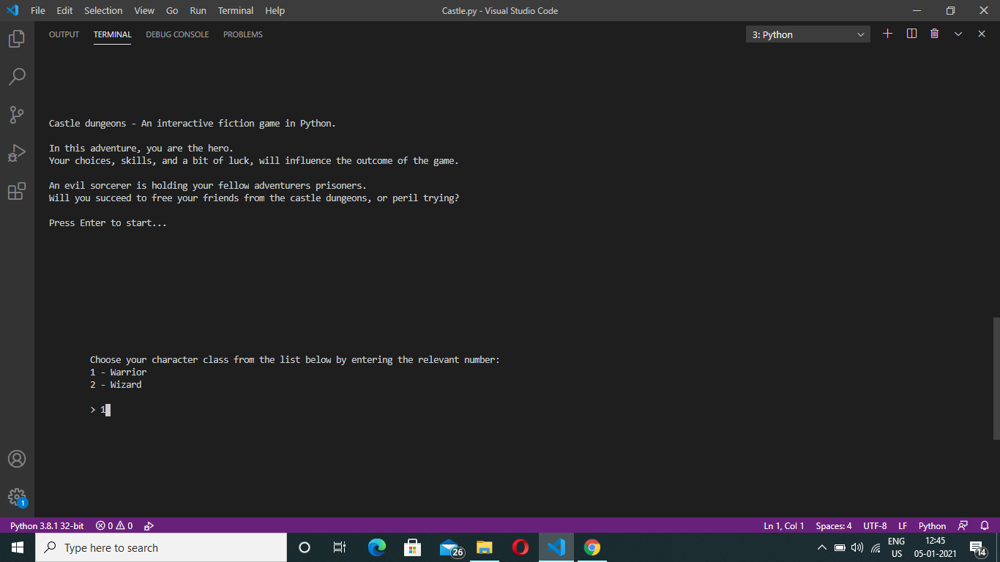 File Edit Selection View Go Run Terminal Help
Castle.py - Visual Studio Code
OUTPUT TERMINAL DEBUG CONSOLE PROBLEMS
3: Python
Castle dungeons - An interactive fiction game in Python.
In this adventure, you are the hero.
Your choices, skills, and a bit of luck, will influence the outcome of the game.
An evil sorcerer is holding your fellow adventurers prisoners.
Will you succeed to free your friends from the castle dungeons, or peril trying?
Press Enter to start...
Choose your character class from the list below by entering the relevant number:
1 - Warrior
2 - Wizard
> 1
1
Python 3.8.1 32-bit 0 0 Ln 1, Col 1 Spaces: 4 UTF-8 LF Python
Type here to search
26
ENG
US
12:45
05-01-2021
14